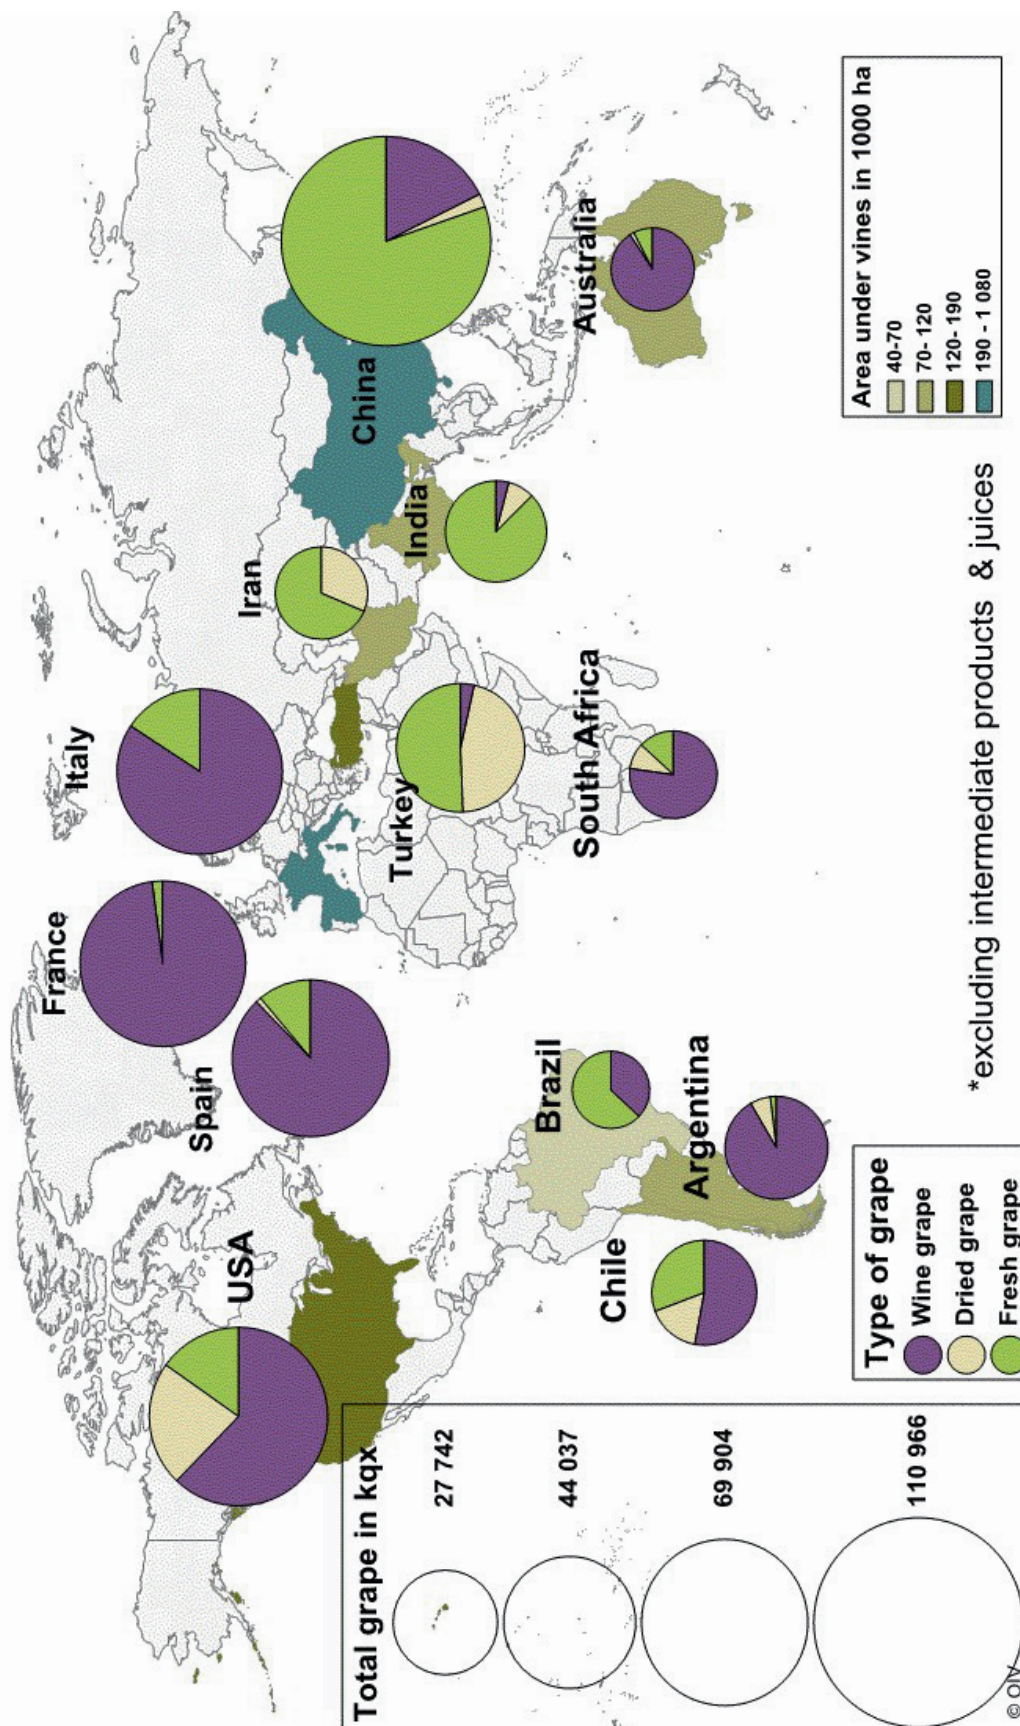 USA
France
Spain
Italy
Iran
China
India
Turkey
South Africa
Australia
Brazil
Argentina
Chile
Total grape in kqx
27 742
44 037
69 904
110 966
Type of grape
Wine grape
Dried grape
Fresh grape
*excluding intermediate products & juices
Area under vines in 1000 ha
40-70
70- 120
120- 190
190 - 1 080
© OIV